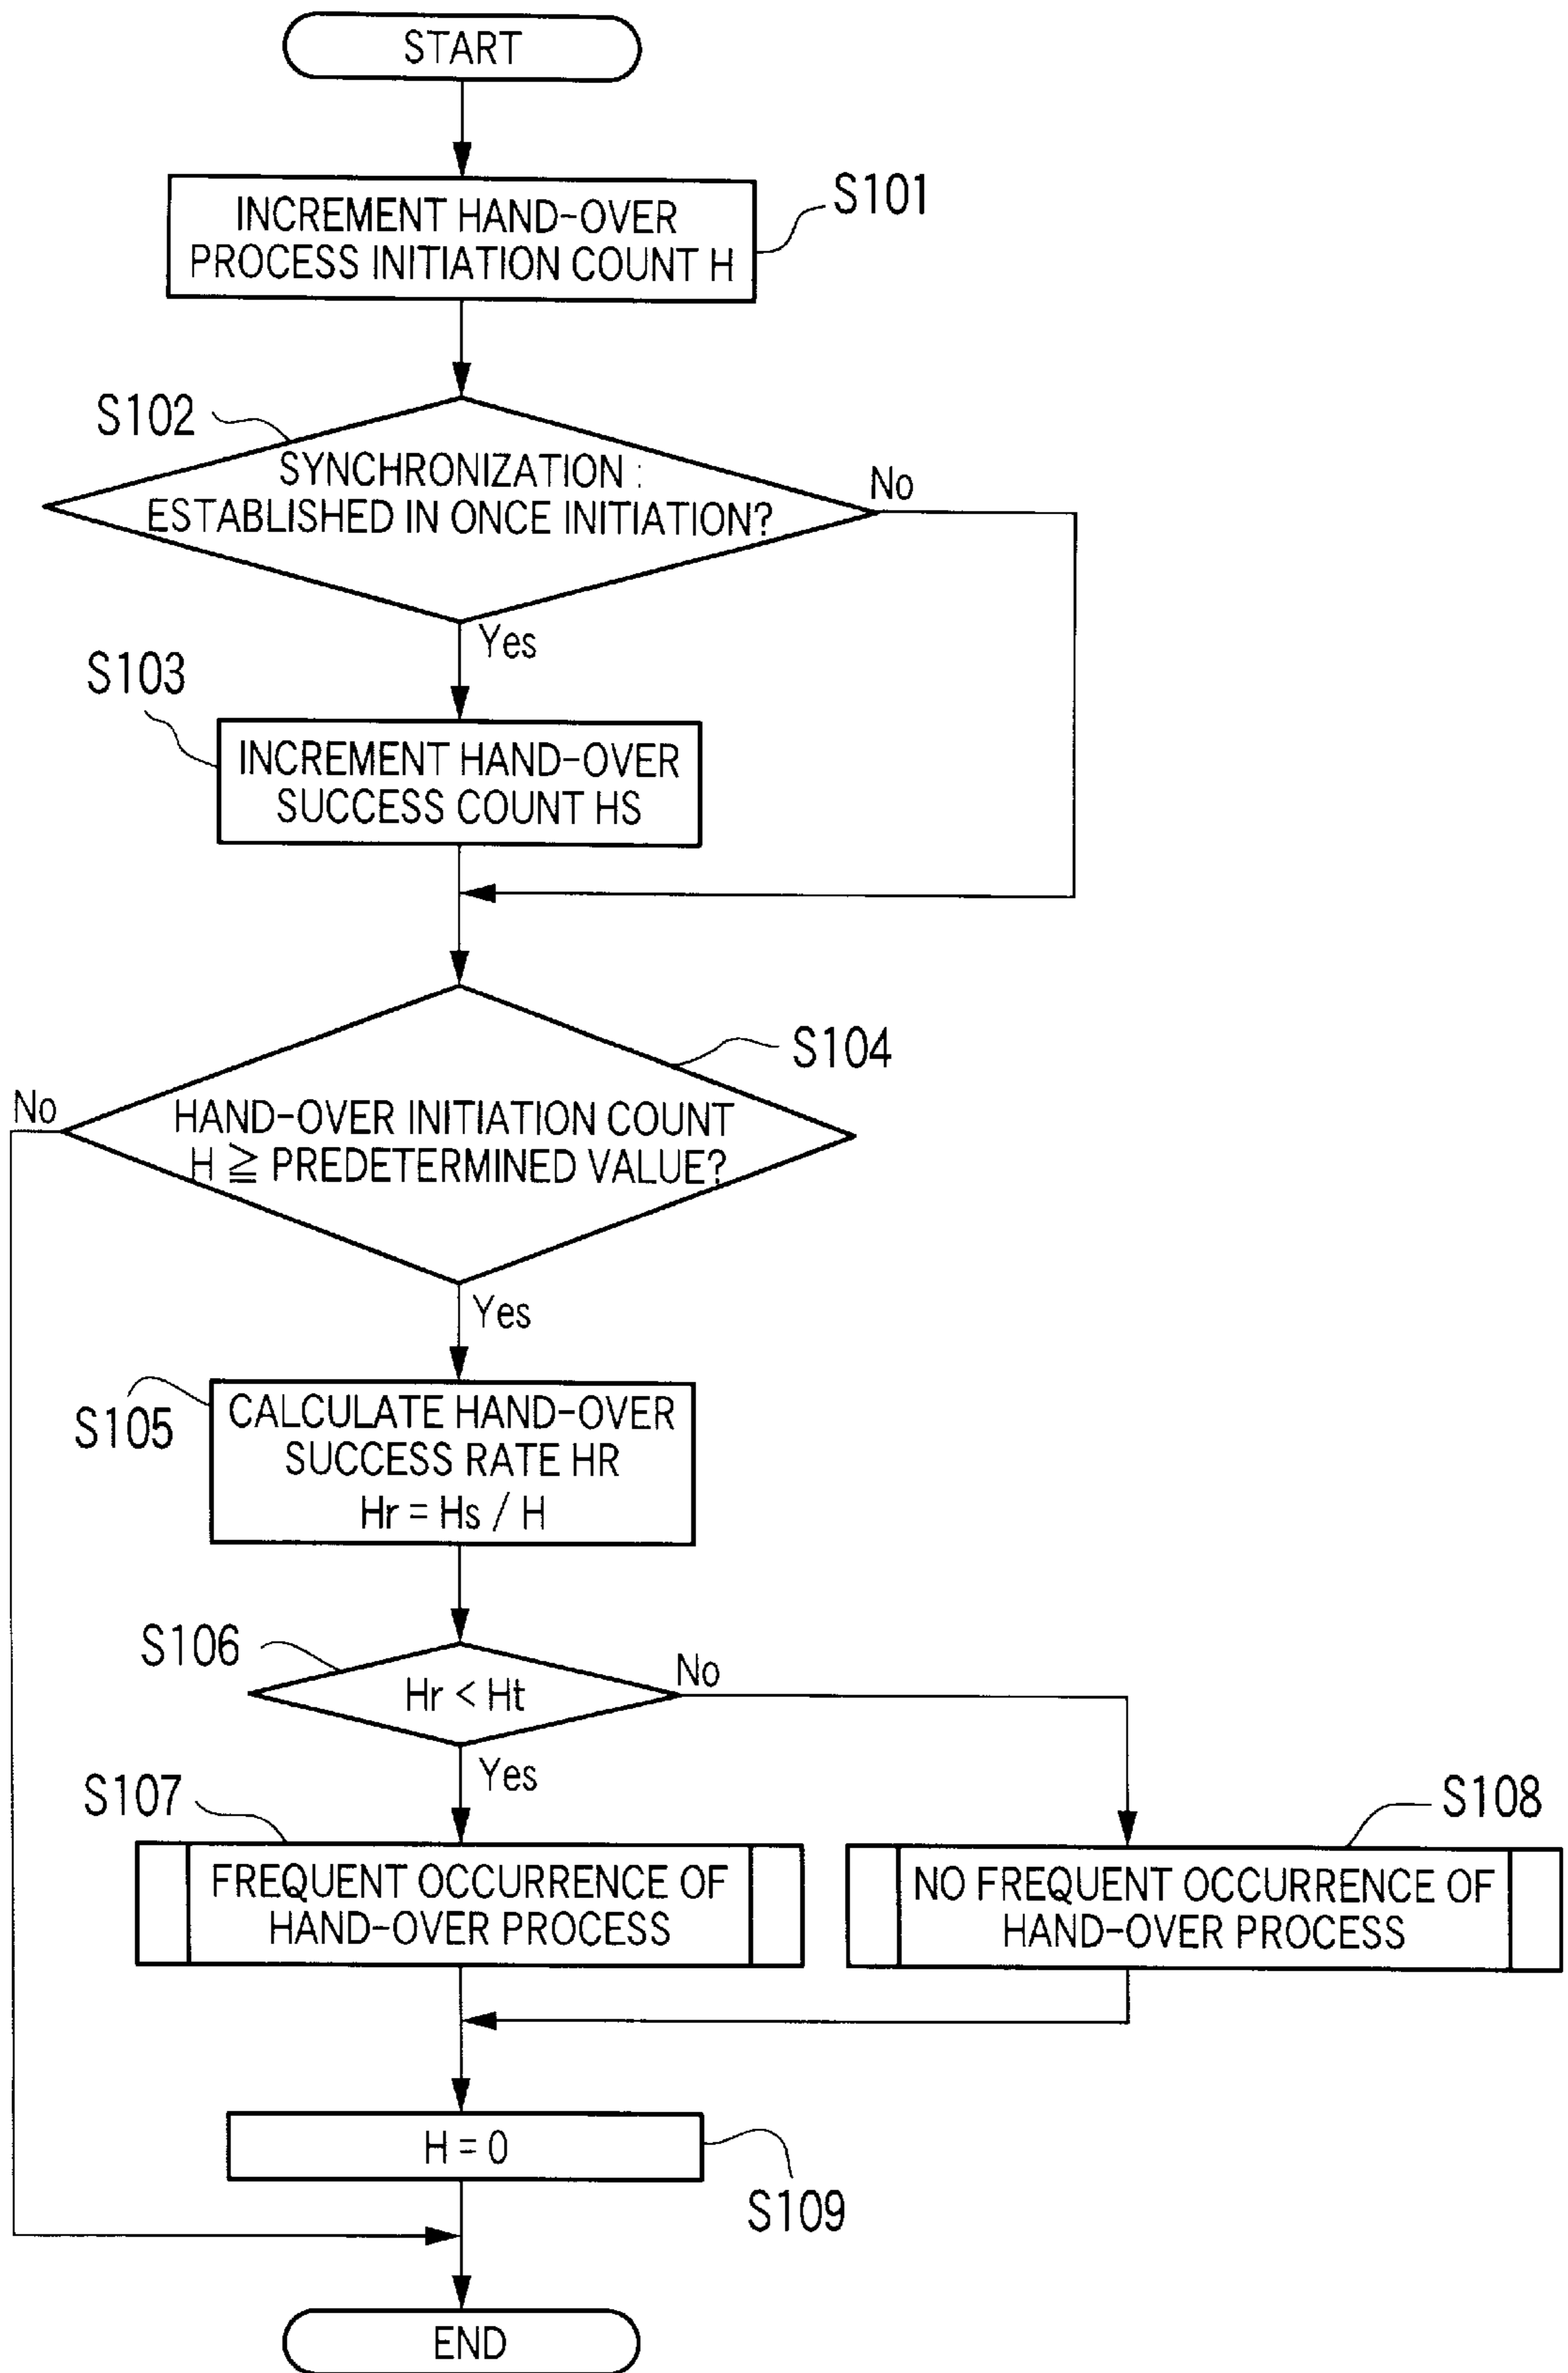 START
S101
INCREMENT HAND-OVER
PROCESS INITIATION COUNT H
S102
SYNCHRONIZATION :
ESTABLISHED IN ONCE INITIATION?
No
Yes
S103
INCREMENT HAND-OVER
SUCCESS COUNT HS
S104
No
HAND-OVER INITIATION COUNT
H ≧ PREDETERMINED VALUE?
Yes
S105
CALCULATE HAND-OVER
SUCCESS RATE HR
Hr = Hs / H
S106
Hr < Ht
No
Yes
S107
FREQUENT OCCURRENCE OF
HAND-OVER PROCESS
S108
NO FREQUENT OCCURRENCE OF
HAND-OVER PROCESS
H = 0
S109
END